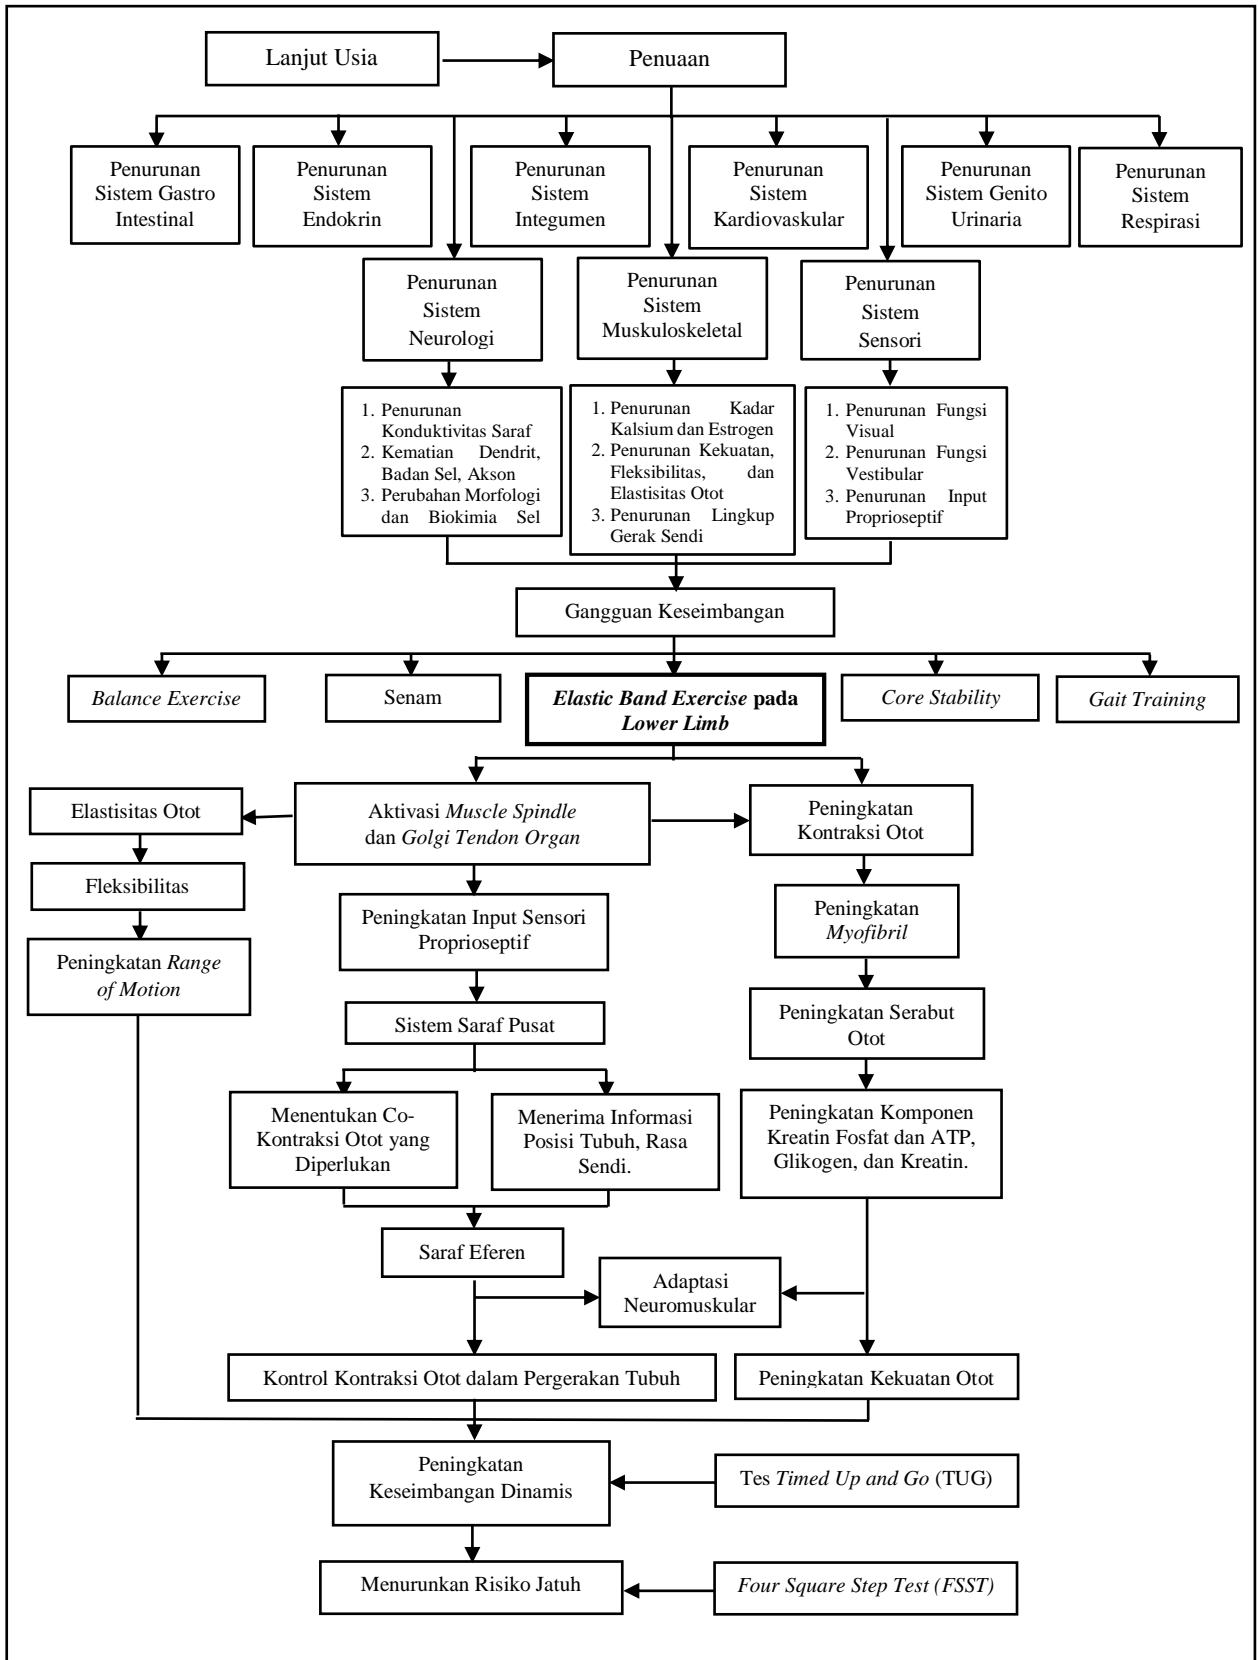 Lanjut Usia
Penuaan
Penurunan
Sistem Gastro
Intestinal
Penurunan
Sistem
Endokrin
Penurunan
Sistem
Integumen
Penurunan
Sistem
Kardiovaskular
Penurunan
Sistem Genito
Urinaria
Penurunan
Sistem
Respirasi
Penurunan
Sistem
Neurologi
Penurunan
Sistem
Muskuloskeletal
Penurunan
Sistem
Sensori
1. Penurunan
Konduktivitas Saraf
2. Kematian Dendrit,
Badan Sel, Akson
3. Perubahan Morfologi
dan Biokimia Sel
1. Penurunan Kadar
Kalsium dan Estrogen
2. Penurunan Kekuatan,
Fleksibilitas, dan
Elastisitas Otot
3. Penurunan Lingkup
Gerak Sendi
1. Penurunan Fungsi
Visual
2. Penurunan Fungsi
Vestibular
3. Penurunan Input
Proprioseptif
Gangguan Keseimbangan
Balance Exercise
Senam
Elastic Band Exercise pada
Lower Limb
Core Stability
Gait Training
Elastisitas Otot
Aktivasi Muscle Spindle
dan Golgi Tendon Organ
Peningkatan
Kontraksi Otot
Fleksibilitas
Peningkatan Input Sensori
Proprioseptif
Peningkatan
Myofibril
Peningkatan Range
of Motion
Sistem Saraf Pusat
Peningkatan Serabut
Otot
Menentukan Co-
Kontraksi Otot yang
Diperlukan
Menerima Informasi
Posisi Tubuh, Rasa
Sendi.
Peningkatan Komponen
Kreatin Fosfat dan ATP,
Glikogen, dan Kreatin.
Saraf Eferen
Adaptasi
Neuromuskular
Kontrol Kontraksi Otot dalam Pergerakan Tubuh
Peningkatan Kekuatan Otot
Peningkatan
Keseimbangan Dinamis
Tes Timed Up and Go (TUG)
Menurunkan Risiko Jatuh
Four Square Step Test (FSST)